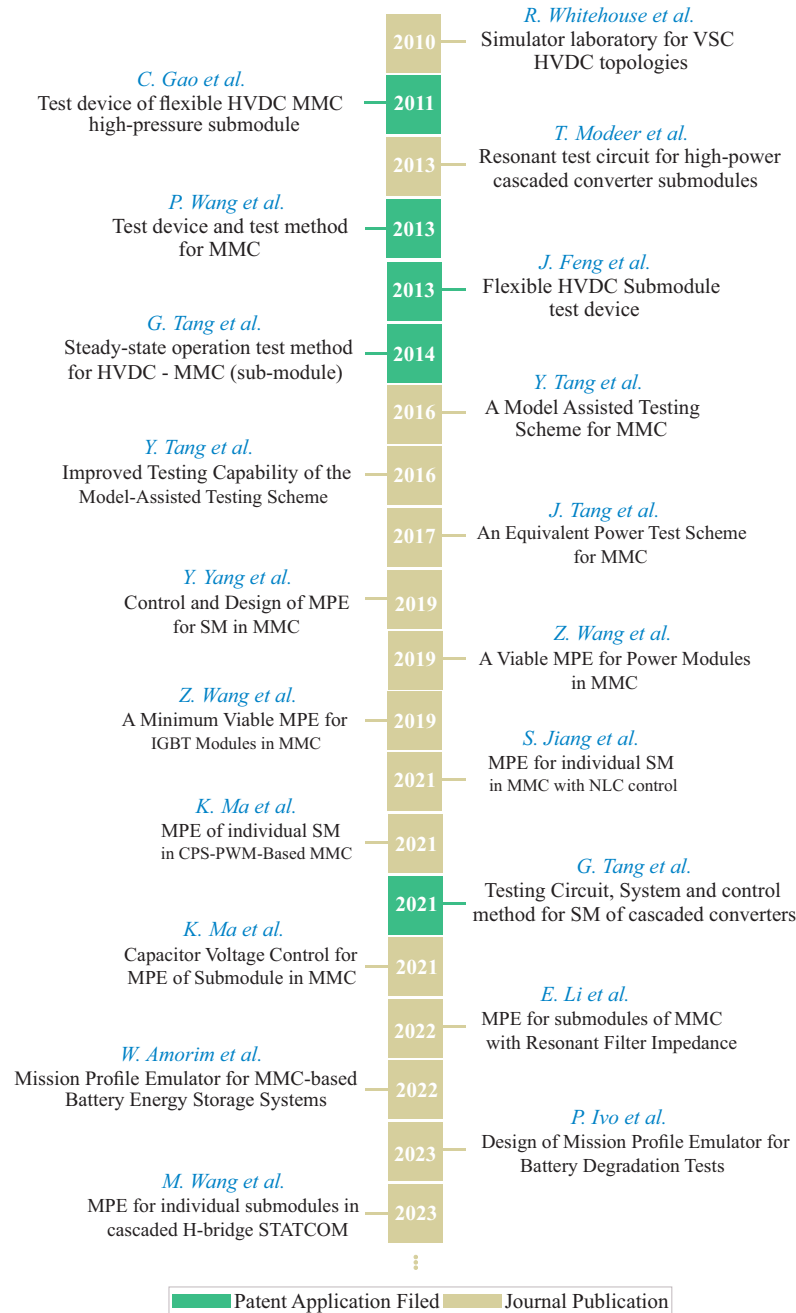 R. Whitehouse et al.
2010
Simulator laboratory for VSC
HVDC topologies
C. Gao et al.
Test device of flexible HVDC MMC
high-pressure submodule
2011
T. Modeer et al.
2013
Resonant test circuit for high-power
cascaded converter submodules
P. Wang et al.
Test device and test method
for MMC
2013
J. Feng et al.
2013
Flexible HVDC Submodule
test device
G. Tang et al.
Steady-state operation test method
for HVDC - MMC (sub-module)
2014
Y. Tang et al.
2016
A Model Assisted Testing
Scheme for MMC
Y. Tang et al.
Improved Testing Capability of the
Model-Assisted Testing Scheme
2016
J. Tang et al.
2017
An Equivalent Power Test Scheme
for MMC
Y. Yang et al.
Control and Design of MPE
for SM in MMC
2019
Z. Wang et al.
2019
A Viable MPE for Power Modules
in MMC
Z. Wang et al.
A Minimum Viable MPE for
IGBT Modules in MMC
2019
S. Jiang et al.
2021
MPE for individual SM
in MMC with NLC control
K. Ma et al.
MPE of individual SM
in CPS-PWM-Based MMC
2021
G. Tang et al.
2021
Testing Circuit, System and control
method for SM of cascaded converters
K. Ma et al.
Capacitor Voltage Control for
MPE of Submodule in MMC
2021
E. Li et al.
2022
MPE for submodules of MMC
with Resonant Filter Impedance
W. Amorim et al.
Mission Profile Emulator for MMC-based
Battery Energy Storage Systems
2022
P. Ivo et al.
2023
Design of Mission Profile Emulator for
Battery Degradation Tests
M. Wang et al.
MPE for individual submodules in
cascaded H-bridge STATCOM
2023
Patent Application Filed
Journal Publication